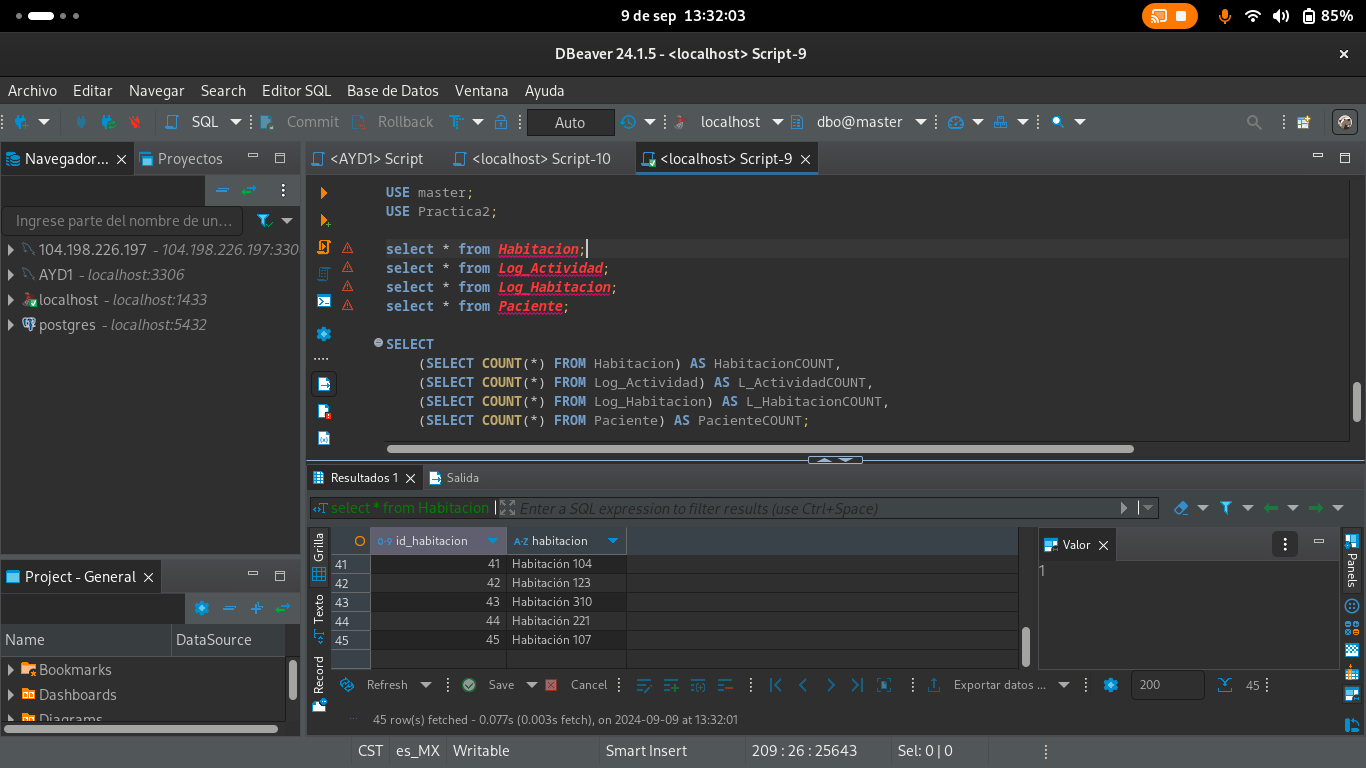 9 de sep 13:32:03
85%
DBeaver 24.1.5 - <localhost> Script-9
Archivo Editar Navegar Search Editor SQL Base de Datos Ventana Ayuda
SQL Commit Rollback Auto localhost dbo@master
Navegador... Proyectos
<AYD1> Script <localhost> Script-10 <localhost> Script-9
Ingrese parte del nombre de un...
104.198.226.197 - 104.198.226.197:330
AYD1 - localhost:3306
localhost - localhost:1433
postgres - localhost:5432
USE master;
USE Practica2;
select * from Habitacion;
select * from Log_Actividad;
select * from Log_Habitacion;
select * from Paciente;
SELECT
(SELECT COUNT(*) FROM Habitacion) AS HabitacionCOUNT,
(SELECT COUNT(*) FROM Log_Actividad) AS L_ActividadCOUNT,
(SELECT COUNT(*) FROM Log_Habitacion) AS L_HabitacionCOUNT,
(SELECT COUNT(*) FROM Paciente) AS PacienteCOUNT;
Project - General
Name DataSource
Bookmarks
Dashboards
Diagrams
Resultados 1 Salida
select * from Habitacion Enter a SQL expression to filter results (use Ctrl+Space)
Grilla
Texto
Record
id_habitacion habitacion
41 41 Habitación 104
42 42 Habitación 123
43 43 Habitación 310
44 44 Habitación 221
45 45 Habitación 107
Valor
1
Panels
Refresh Save Cancel Exportar datos ... 200 45
45 row(s) fetched - 0.077s (0.003s fetch), on 2024-09-09 at 13:32:01
CST es_MX Writable Smart Insert 209 : 26 : 25643 Sel: 0 | 0